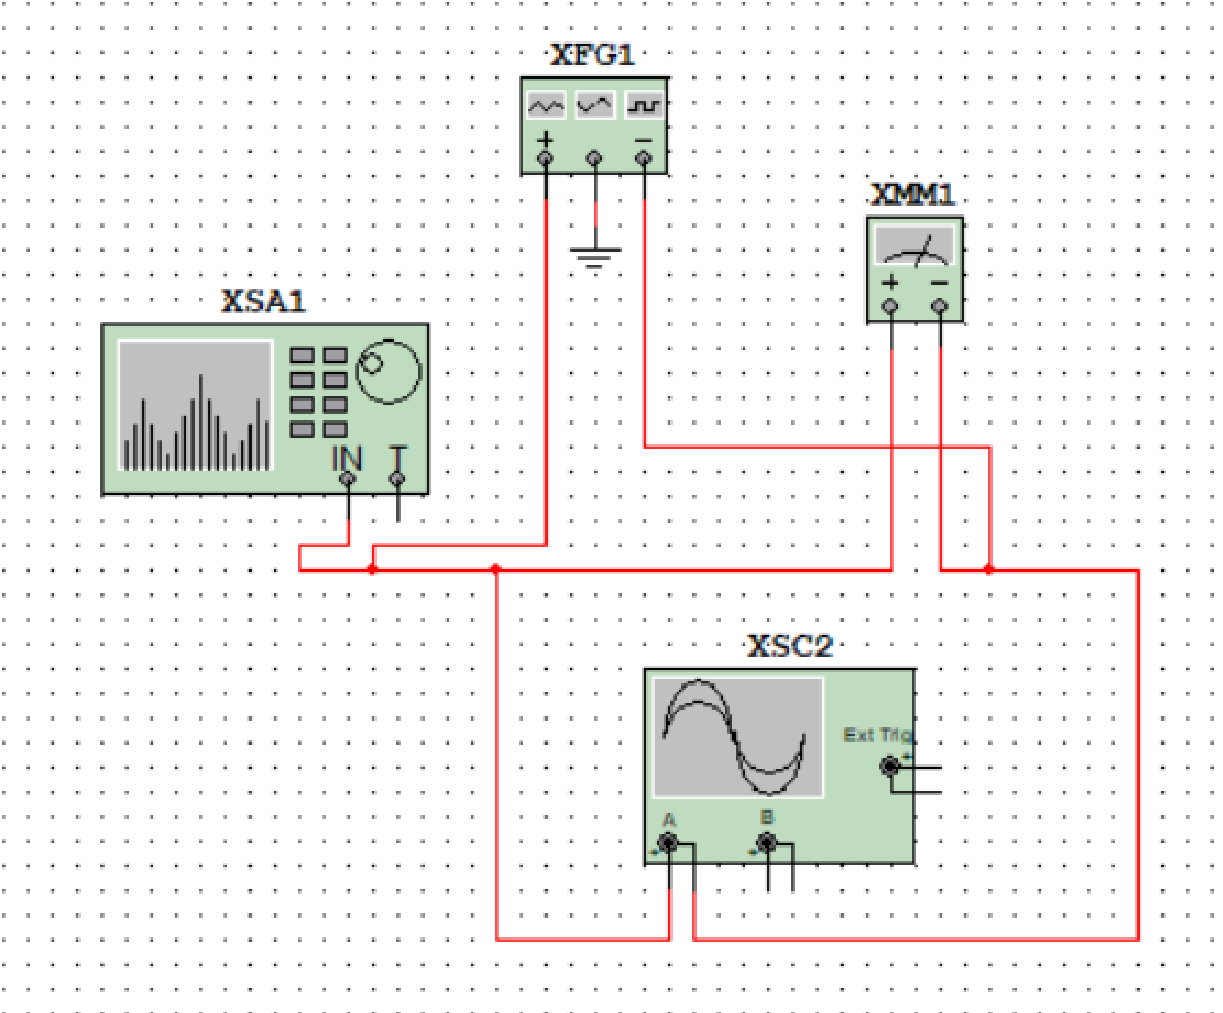 XFG1
+ −
XMM1
+ −
XSA1
IN T
XSC2
Ext Trig
+
A B
+ +